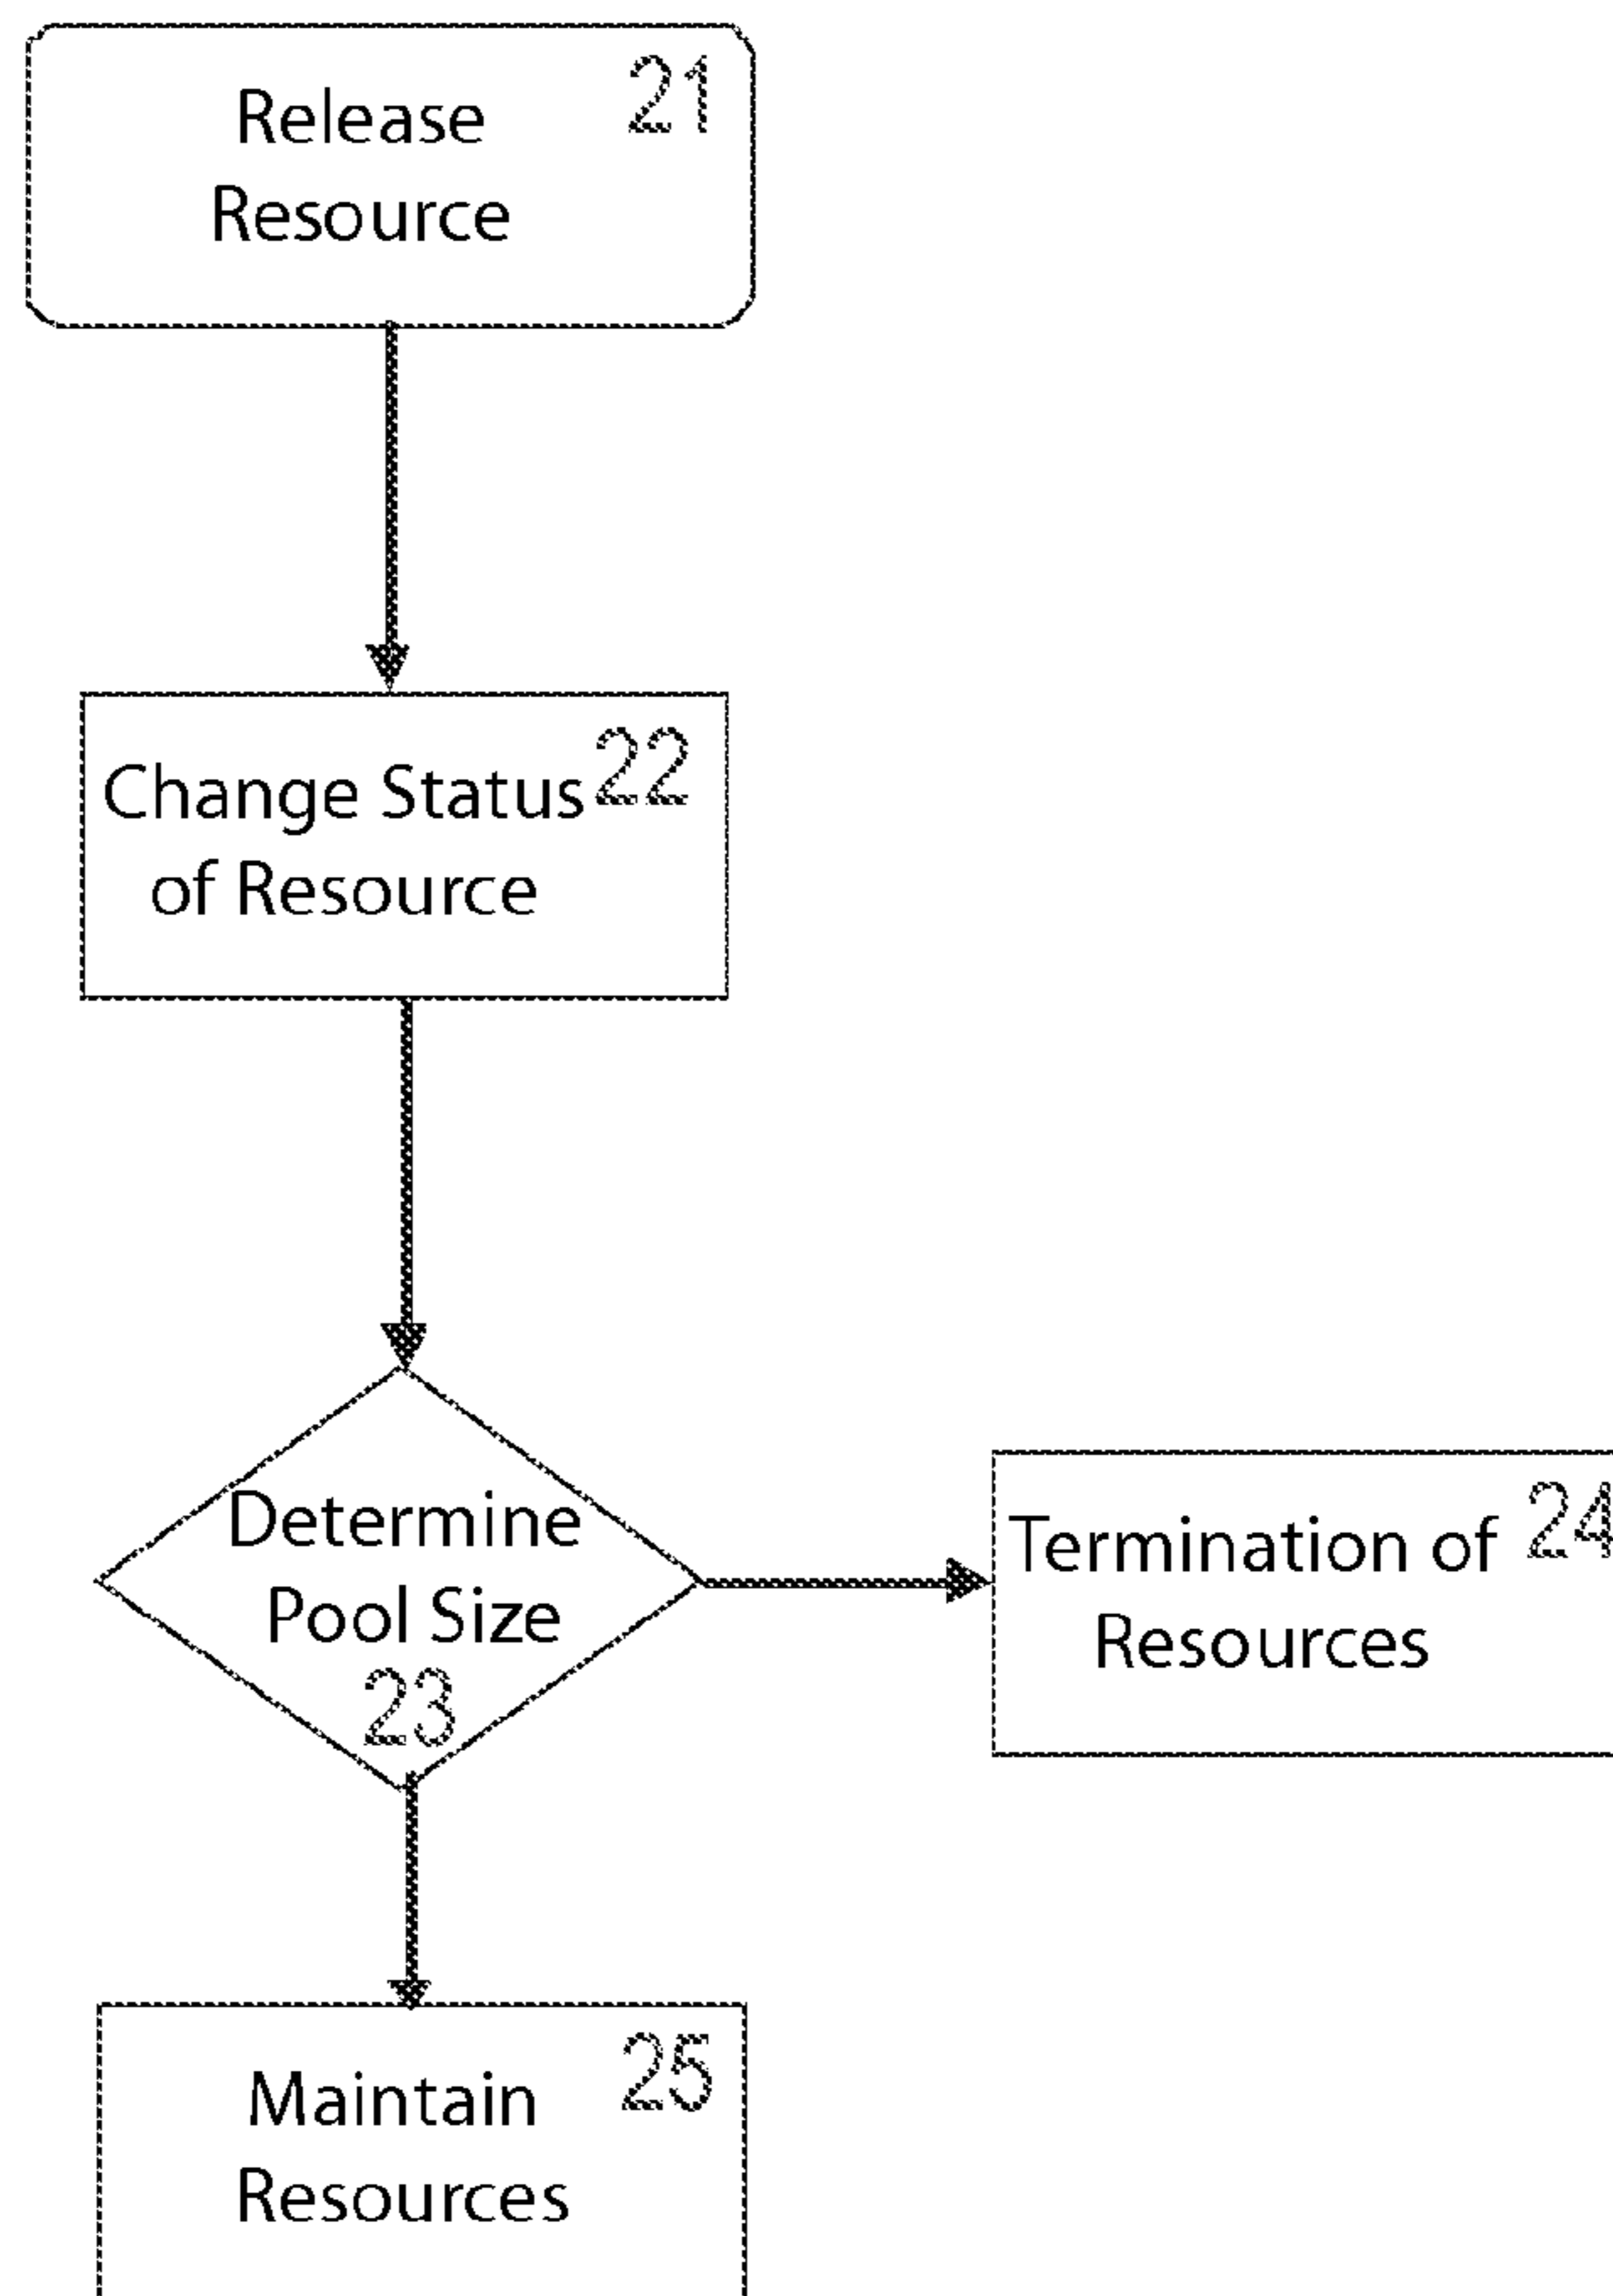 Release 21
Resource
Change Status 22
of Resource
Determine
Pool Size
23
Termination of 24
Resources
Maintain 25
Resources